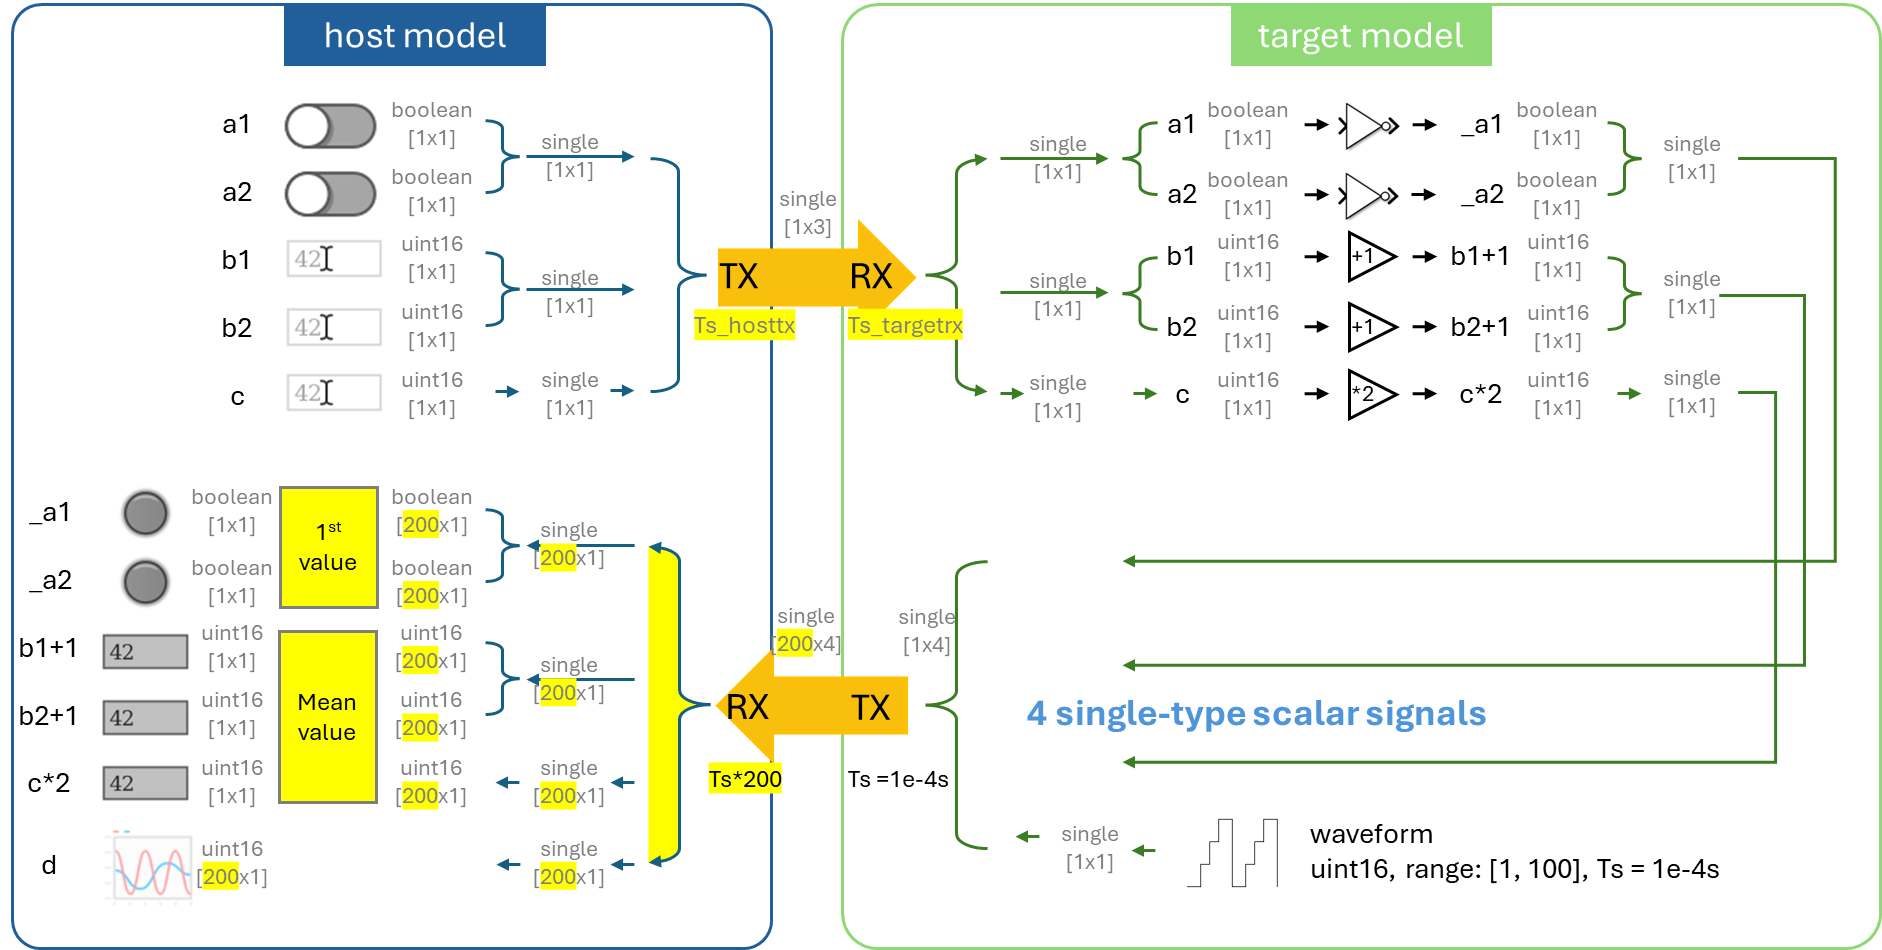 host model
a1
boolean
[1x1]
single
[1x1]
a2
boolean
[1x1]
b1
42
uint16
[1x1]
single
[1x1]
b2
42
uint16
[1x1]
c
42
uint16
[1x1]
single
[1x1]
single
[1x3]
TX
RX
Ts_hosttx
Ts_targetrx
target model
single
[1x1]
a1
boolean
[1x1]
_a1
boolean
[1x1]
single
[1x1]
a2
boolean
[1x1]
_a2
boolean
[1x1]
single
[1x1]
b1
uint16
[1x1]
+1
b1+1
uint16
[1x1]
single
[1x1]
b2
uint16
[1x1]
+1
b2+1
uint16
[1x1]
single
[1x1]
c
uint16
[1x1]
*2
c*2
uint16
[1x1]
single
[1x1]
_a1
boolean
[1x1]
1st
value
boolean
[200x1]
single
[200x1]
_a2
boolean
[1x1]
boolean
[200x1]
b1+1
42
uint16
[1x1]
Mean
value
uint16
[200x1]
single
[200x1]
b2+1
42
uint16
[1x1]
uint16
[200x1]
c*2
42
uint16
[1x1]
uint16
[200x1]
single
[200x1]
d
uint16
[200x1]
single
[200x1]
single
[200x4]
single
[1x4]
RX
TX
Ts*200
Ts =1e-4s
4 single-type scalar signals
single
[1x1]
waveform
uint16, range: [1, 100], Ts = 1e-4s